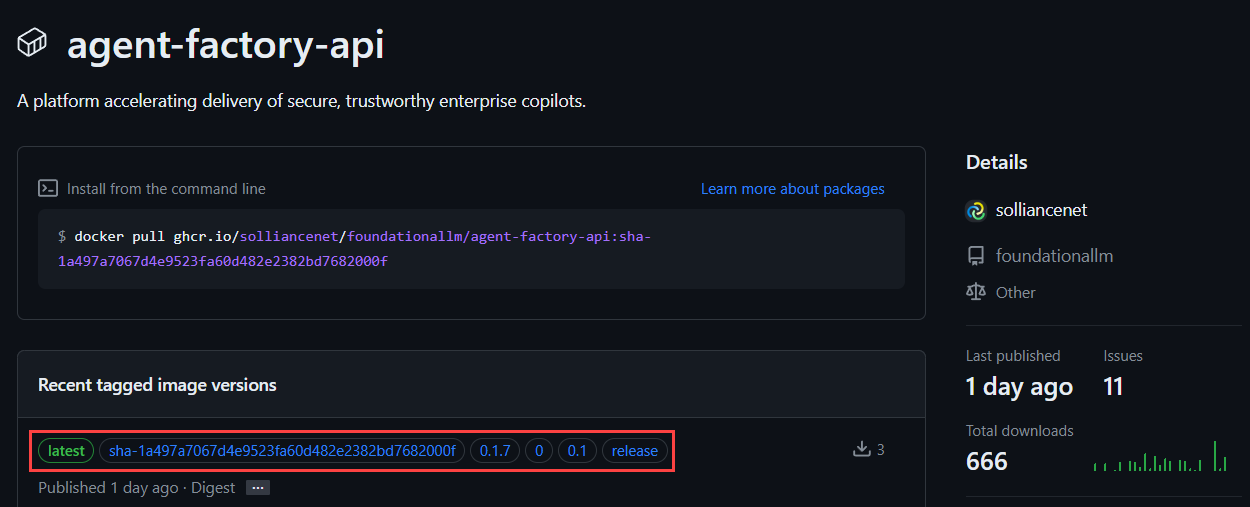 agent-factory-api
A platform accelerating delivery of secure, trustworthy enterprise copilots.
Install from the command line
Learn more about packages
$ docker pull ghcr.io/solliancenet/foundationallm/agent-factory-api:sha-
1a497a7067d4e9523fa60d482e2382bd7682000f
Recent tagged image versions
latest sha-1a497a7067d4e9523fa60d482e2382bd7682000f 0.1.7 0 0.1 release
3
Published 1 day ago · Digest ...
Details
solliancenet
foundationallm
Other
Last published Issues
1 day ago 11
Total downloads
666